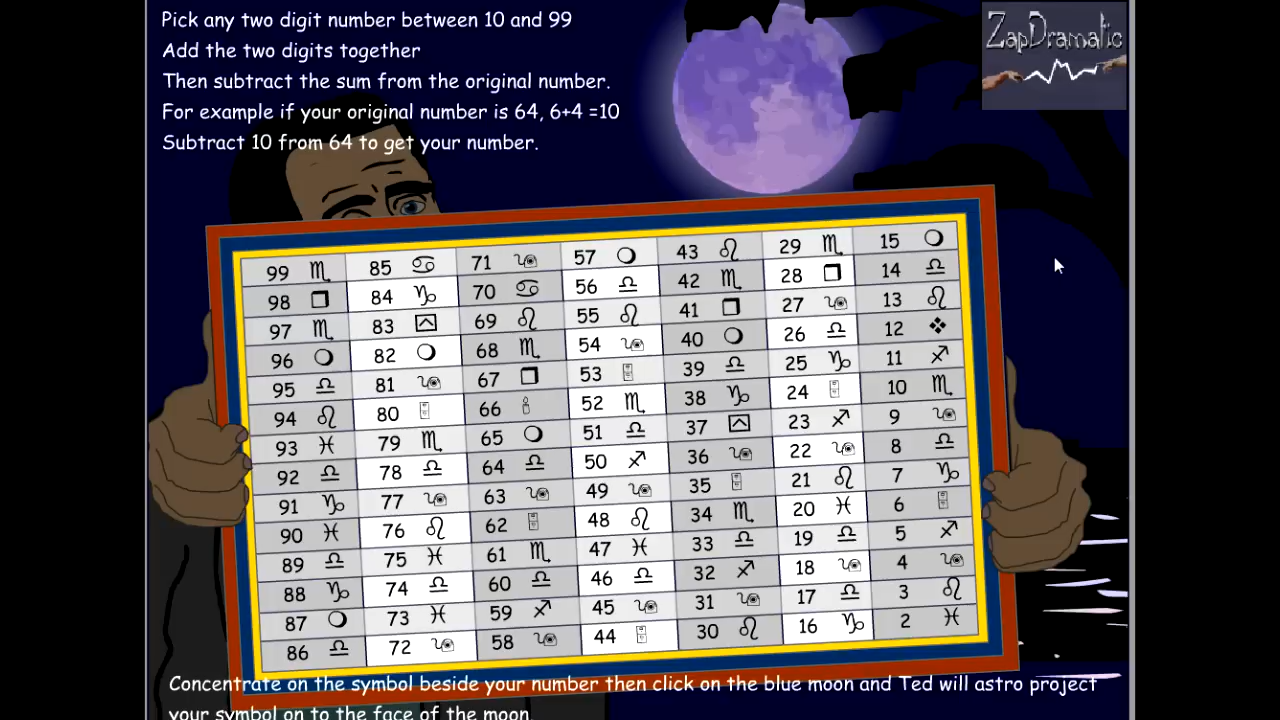 Pick any two digit number between 10 and 99
Add the two digits together
Then subtract the sum from the original number.
For example if your original number is 64, 6+4 =10
Subtract 10 from 64 to get your number.
ZapDramatic
99 ♏ 85 ♋ 71 57 ❍ 43 ♌ 29 ♏ 15 ❍
98 ❒ 84 ♑ 70 ♋ 56 ♎ 42 ♏ 28 ❒ 14 ♎
97 ♏ 83 69 ♌ 55 ♌ 41 ❒ 27 13 ♌
96 ❍ 82 ❍ 68 ♏ 54 40 ❍ 26 ♎ 12 ❖
95 ♎ 81 67 ❒ 53 39 ♎ 25 ♑ 11 ♐
94 ♌ 80 66 52 ♏ 38 ♑ 24 10 ♏
93 ♓ 79 ♏ 65 ❍ 51 ♎ 37 23 ♐ 9
92 ♎ 78 ♎ 64 ♎ 50 ♐ 36 22 8 ♎
91 ♑ 77 63 49 35 21 ♌ 7 ♑
90 ♓ 76 ♌ 62 48 ♌ 34 ♏ 20 ♓ 6
89 ♎ 75 ♓ 61 ♏ 47 ♓ 33 ♎ 19 ♎ 5 ♐
88 ♑ 74 ♎ 60 ♎ 46 ♎ 32 ♐ 18 4
87 ❍ 73 ♓ 59 ♐ 45 31 17 ♎ 3 ♌
86 ♎ 72 58 44 30 ♌ 16 ♑ 2 ♓
Concentrate on the symbol beside your number then click on the blue moon and Ted will astro project
your symbol on to the face of the moon